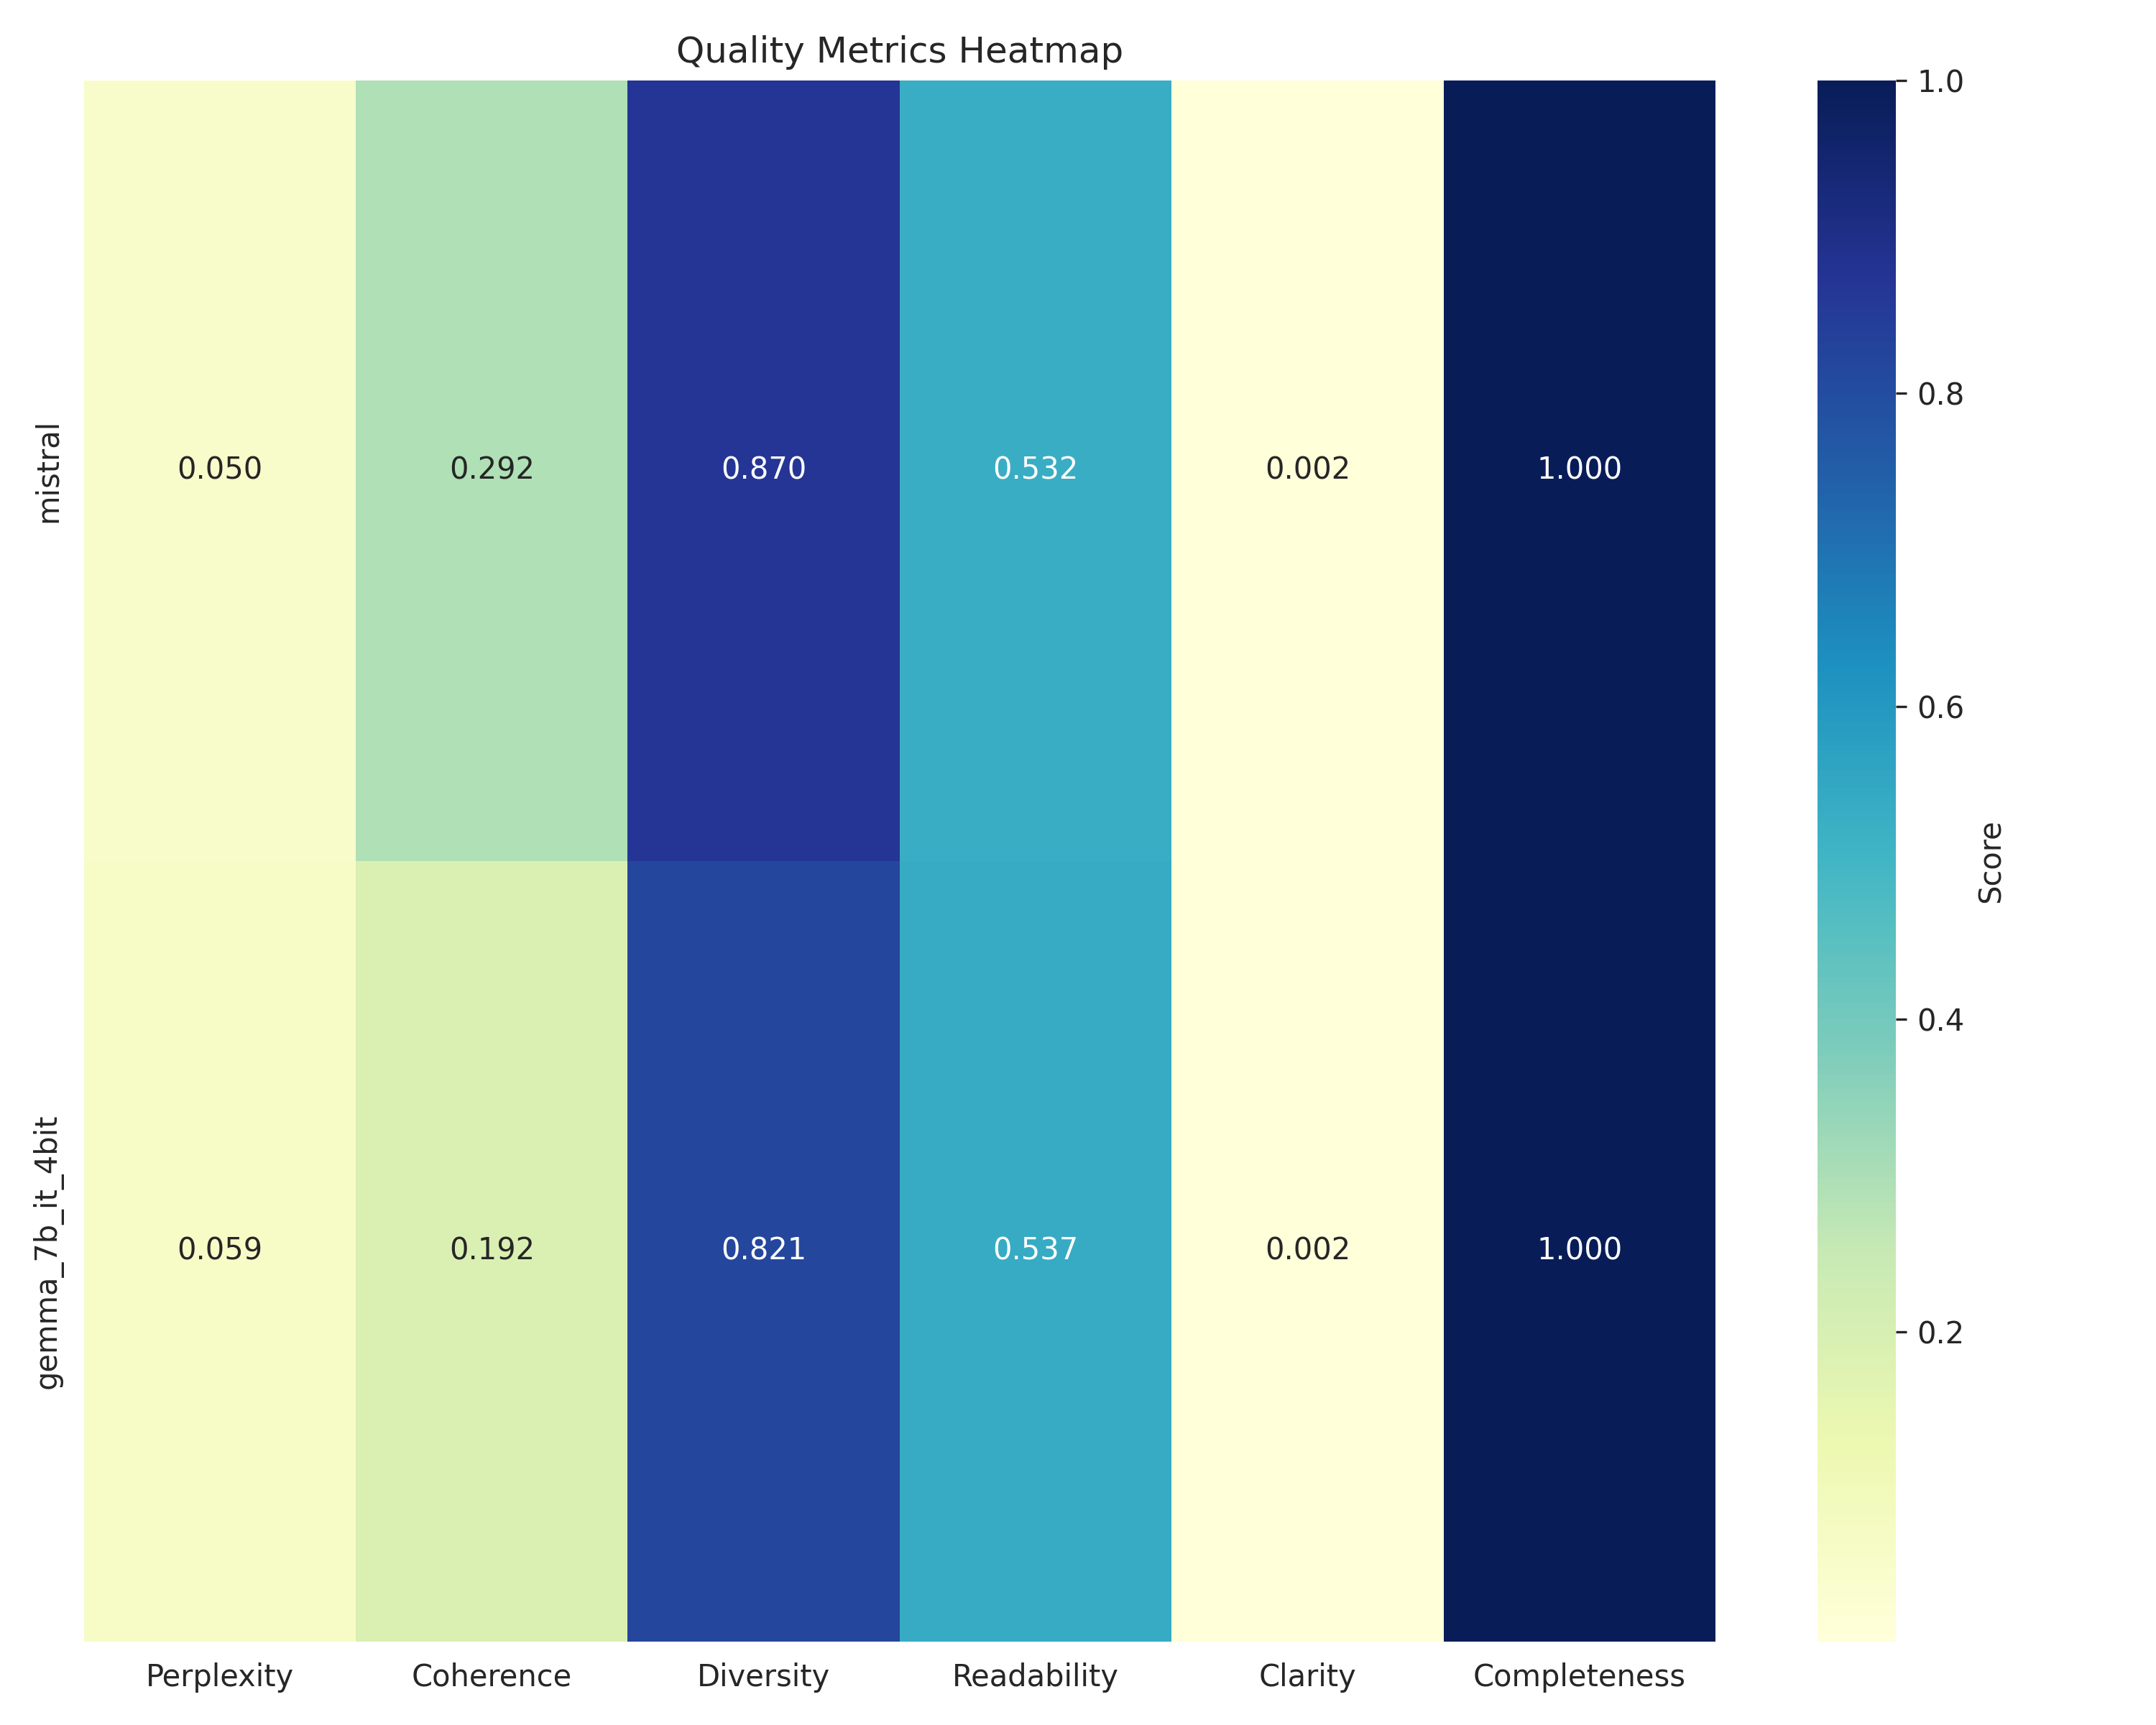 Quality Metrics Heatmap
mistral
0.050 0.292 0.870 0.532 0.002 1.000
gemma_7b_it_4bit
0.059 0.192 0.821 0.537 0.002 1.000
Perplexity Coherence Diversity Readability Clarity Completeness
1.0
0.8
0.6
0.4
0.2
Score